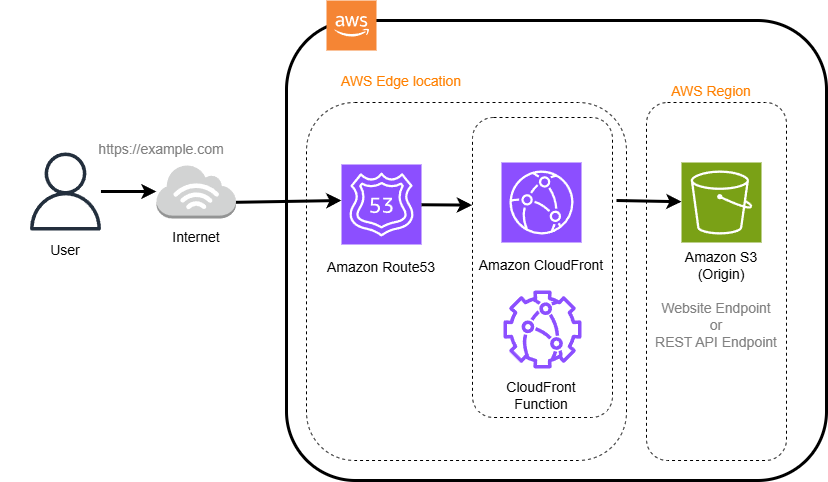 aws
AWS Edge location
AWS Region
https://example.com
53
User
Internet
Amazon Route53
Amazon CloudFront
Amazon S3
(Origin)
Website Endpoint
or
REST API Endpoint
CloudFront
Function